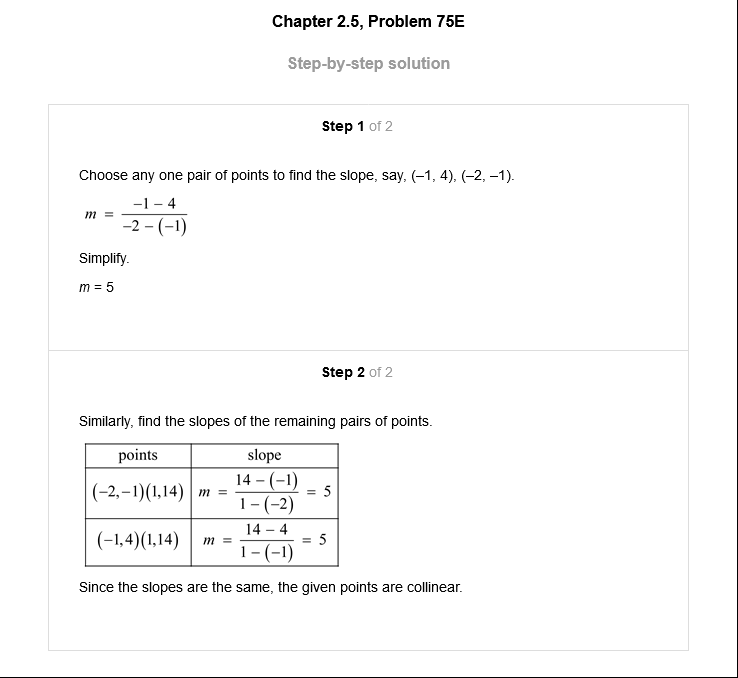 Chapter 2.5, Problem 75E
Step-by-step solution
Step 1 of 2
Choose any one pair of points to find the slope, say, (–1, 4), (–2, –1).
m = −1 − 4 / −2 − (−1)
Simplify.
m = 5
Step 2 of 2
Similarly, find the slopes of the remaining pairs of points.
points slope
(−2,−1)(1,14) m = 14 − (−1) / 1 − (−2) = 5
(−1,4)(1,14) m = 14 − 4 / 1 − (−1) = 5
Since the slopes are the same, the given points are collinear.